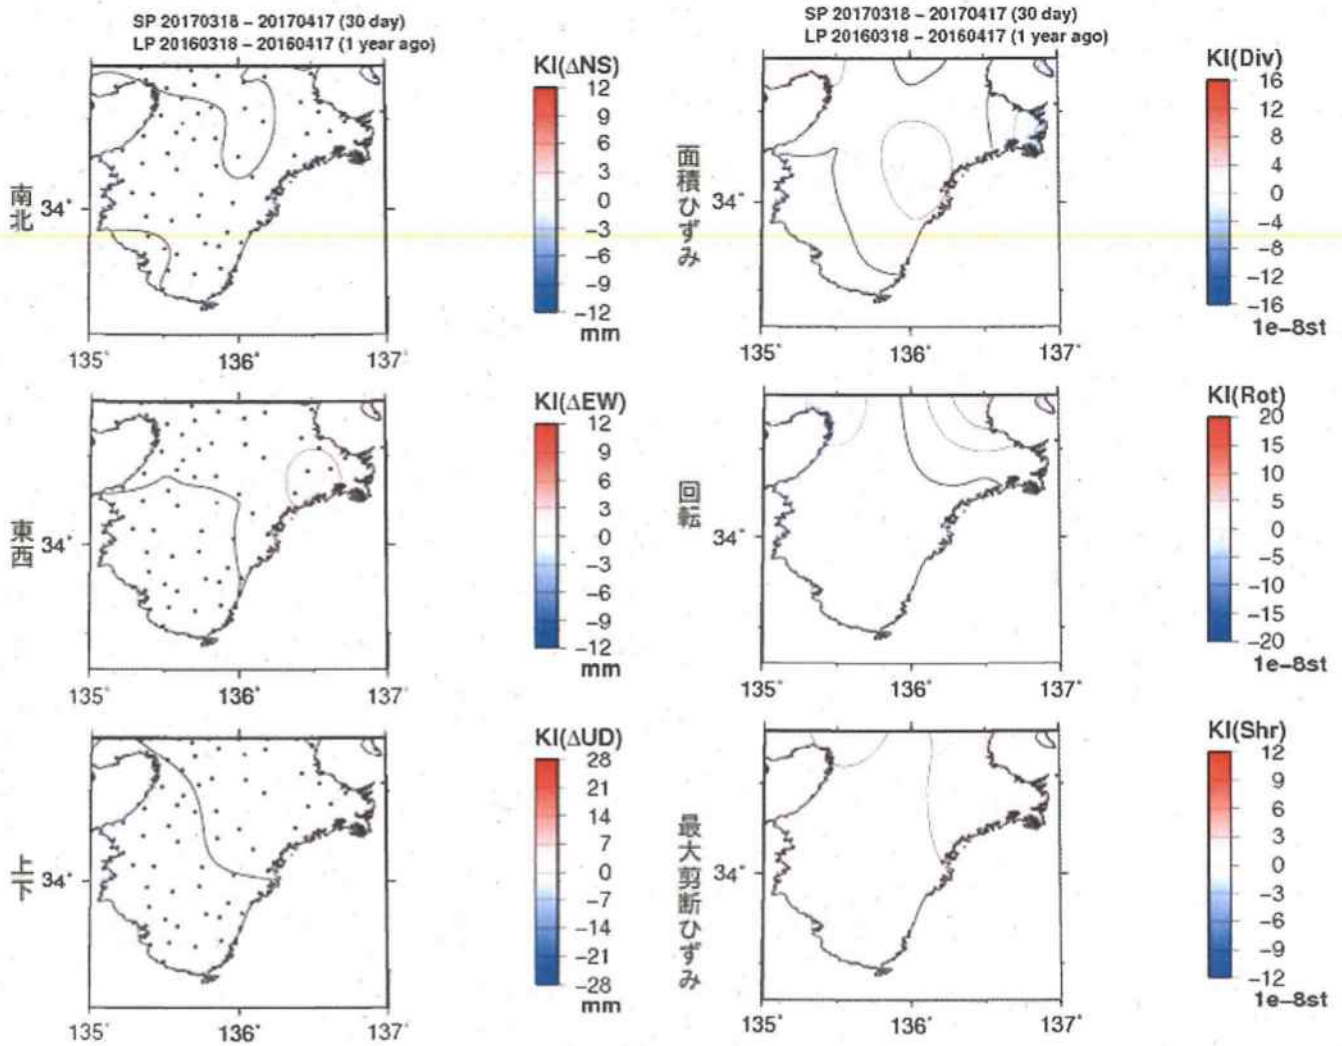 SP 20170318 – 20170417 (30 day)
LP 20160318 – 20160417 (1 year ago)
南北
34°
135° 136° 137°
KI(ΔNS)
12
9
6
3
0
−3
−6
−9
−12
mm
東西
34°
135° 136° 137°
KI(ΔEW)
12
9
6
3
0
−3
−6
−9
−12
mm
上下
34°
135° 136° 137°
KI(ΔUD)
28
21
14
7
0
−7
−14
−21
−28
mm
SP 20170318 – 20170417 (30 day)
LP 20160318 – 20160417 (1 year ago)
面積ひずみ
34°
135° 136° 137°
KI(Div)
16
12
8
4
0
−4
−8
−12
−16
1e−8st
回転
34°
135° 136° 137°
KI(Rot)
20
15
10
5
0
−5
−10
−15
−20
1e−8st
最大剪断ひずみ
34°
135° 136° 137°
KI(Shr)
12
9
6
3
0
−3
−6
−9
−12
1e−8st